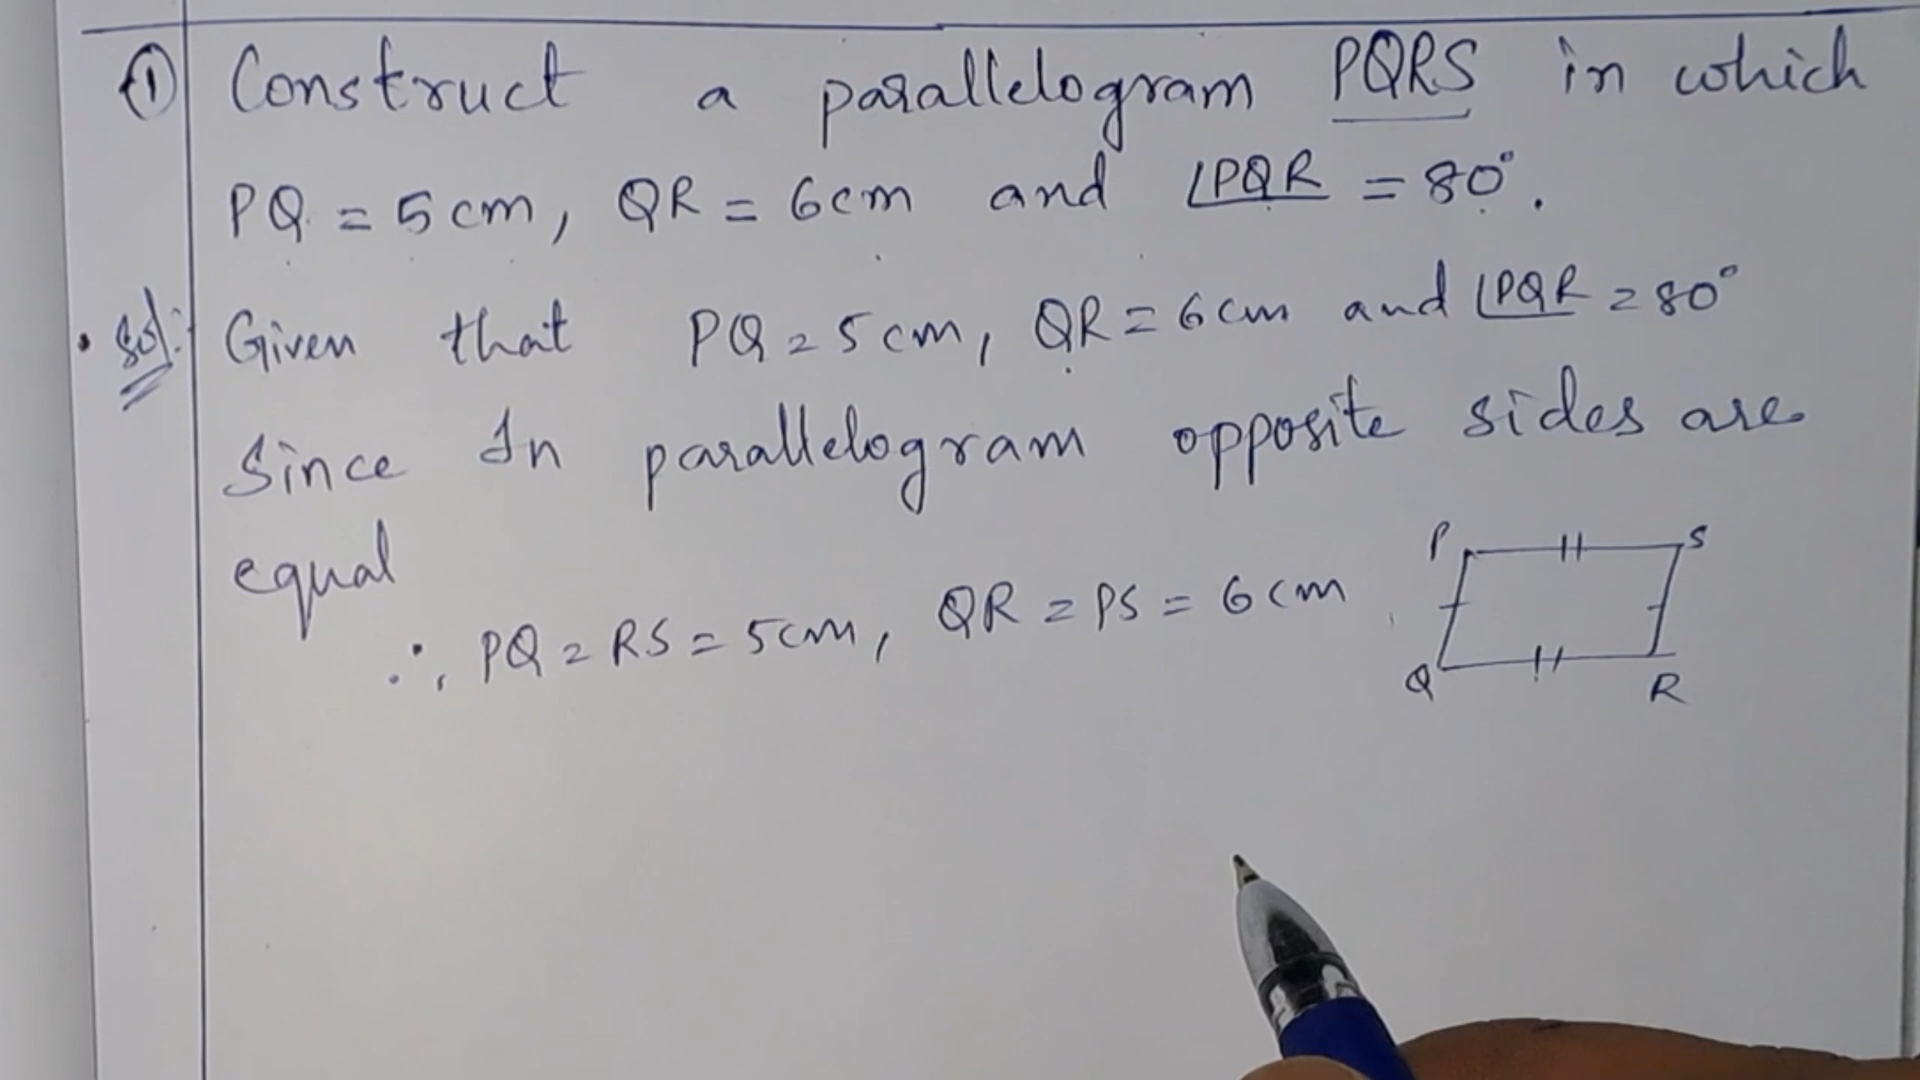 ① Construct a parallelogram PQRS in which
PQ = 5cm, QR = 6cm and ∠PQR = 80°.
Sol: Given that PQ = 5cm, QR = 6cm and ∠PQR = 80°
Since In parallelogram opposite sides are
equal
∴, PQ = RS = 5cm, QR = PS = 6cm
P S
Q R